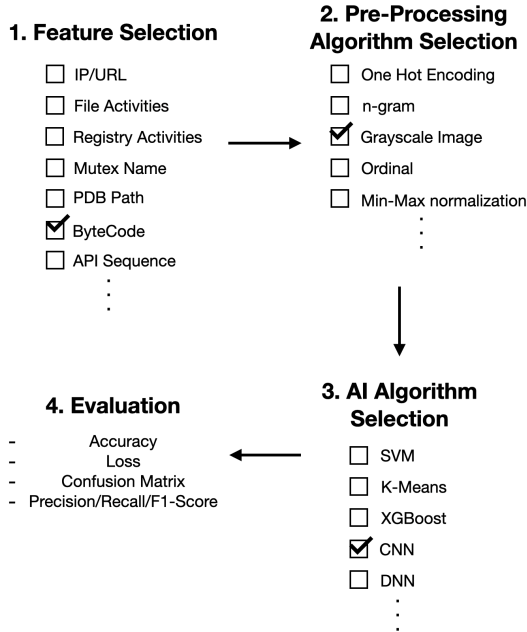 1. Feature Selection
IP/URL
File Activities
Registry Activities
Mutex Name
PDB Path
ByteCode
API Sequence
2. Pre-Processing
Algorithm Selection
One Hot Encoding
n-gram
Grayscale Image
Ordinal
Min-Max normalization
3. AI Algorithm
Selection
SVM
K-Means
XGBoost
CNN
DNN
4. Evaluation
- Accuracy
- Loss
- Confusion Matrix
- Precision/Recall/F1-Score